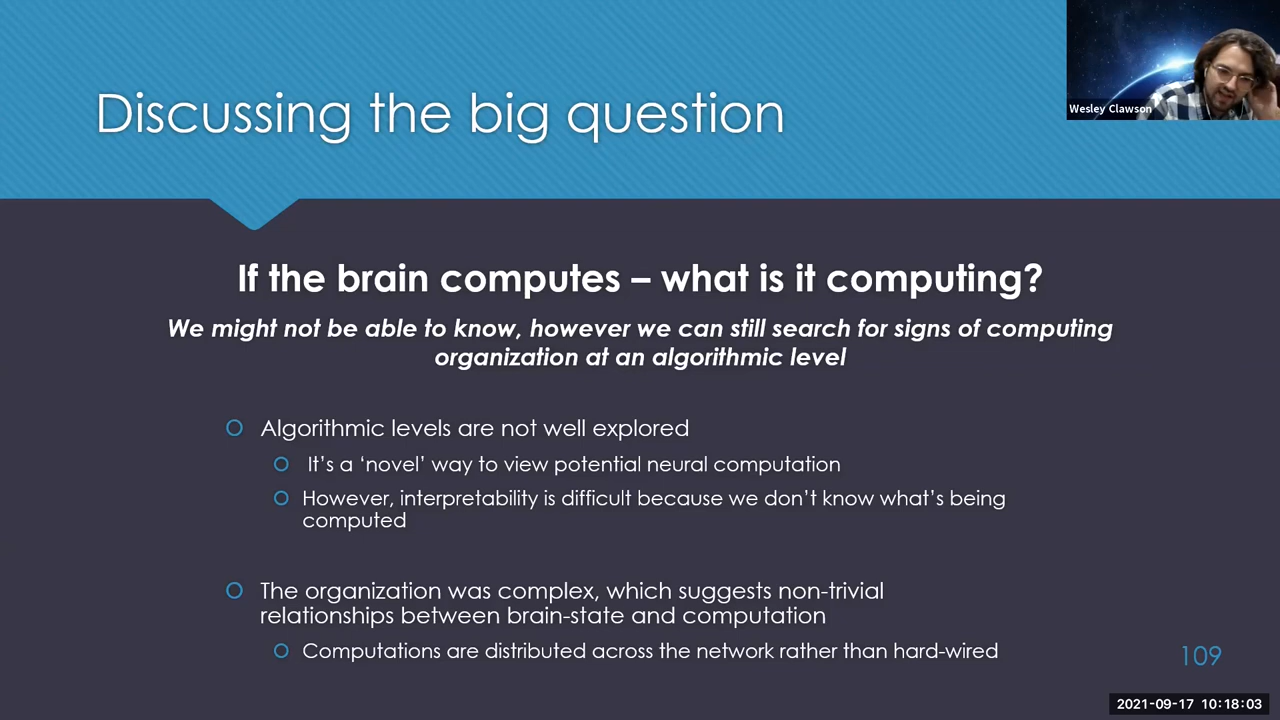 Discussing the big question
Wesley Clawson
If the brain computes – what is it computing?
We might not be able to know, however we can still search for signs of computing
organization at an algorithmic level
Algorithmic levels are not well explored
It’s a ‘novel’ way to view potential neural computation
However, interpretability is difficult because we don’t know what’s being
computed
The organization was complex, which suggests non-trivial
relationships between brain-state and computation
Computations are distributed across the network rather than hard-wired
109
2021-09-17 10:18:03